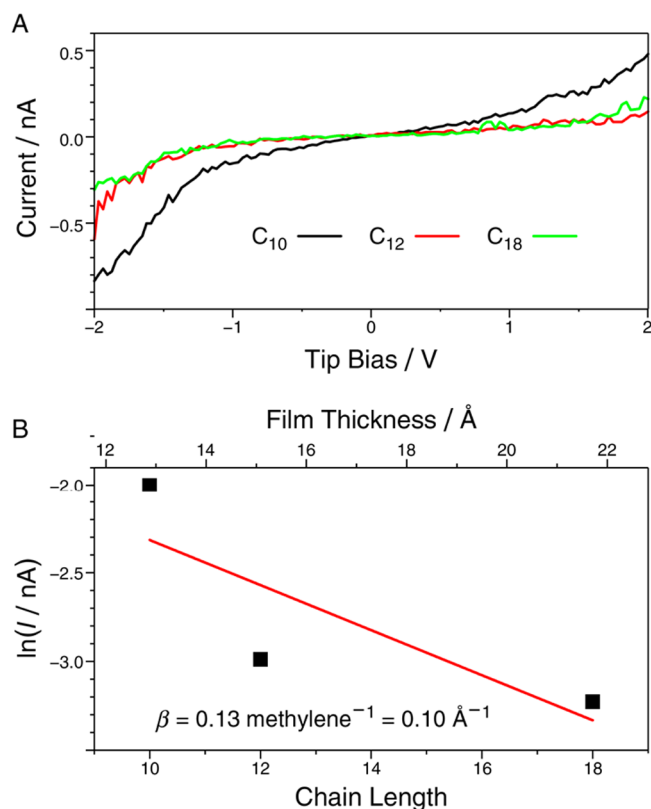 A
Current / nA
0.5
0.0
−0.5
C10 C12 C18
−2 −1 0 1 2
Tip Bias / V
B
Film Thickness / Å
12 14 16 18 20 22
ln(I / nA)
−2.0
−2.5
−3.0
β = 0.13 methylene⁻¹ = 0.10 Å⁻¹
10 12 14 16 18
Chain Length